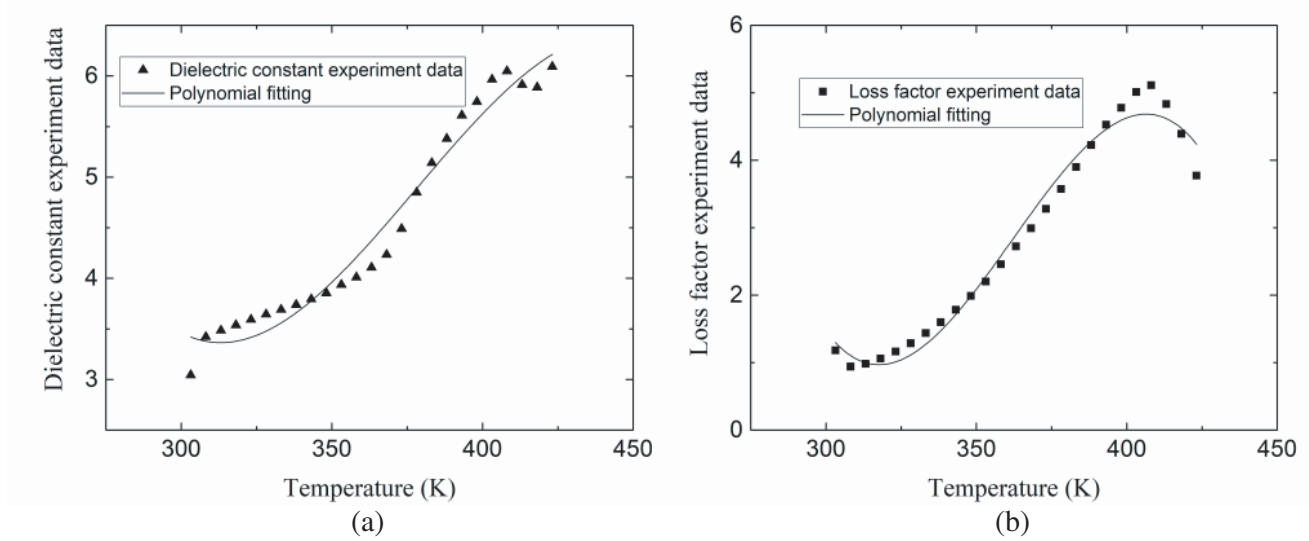 Dielectric constant experiment data
6
5
4
3
Dielectric constant experiment data
Polynomial fitting
300
350
400
450
Temperature (K)
(a)
Loss factor experiment data
6
4
2
0
Loss factor experiment data
Polynomial fitting
300
350
400
450
Temperature (K)
(b)